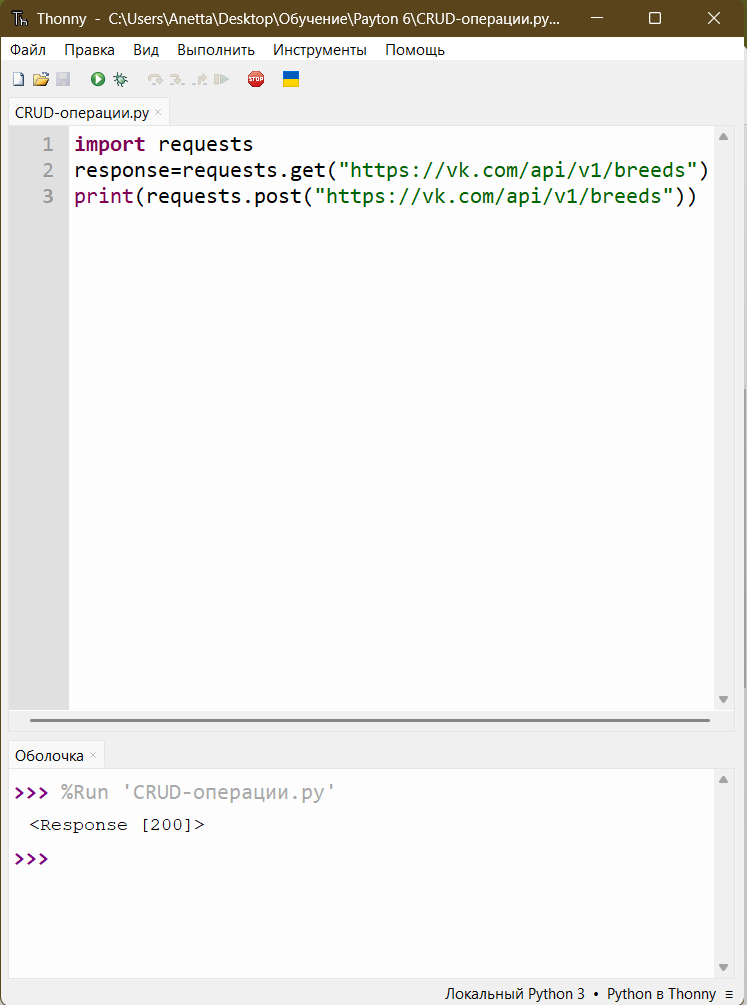 Thonny - C:\Users\Anetta\Desktop\Обучение\Payton 6\CRUD-операции.py...
Файл Правка Вид Выполнить Инструменты Помощь
STOP
CRUD-операции.py ×
1 import requests
2 response=requests.get("https://vk.com/api/v1/breeds")
3 print(requests.post("https://vk.com/api/v1/breeds"))
Оболочка ×
>>> %Run 'CRUD-операции.py'
<Response [200]>
>>>
Локальный Python 3 • Python в Thonny ≡